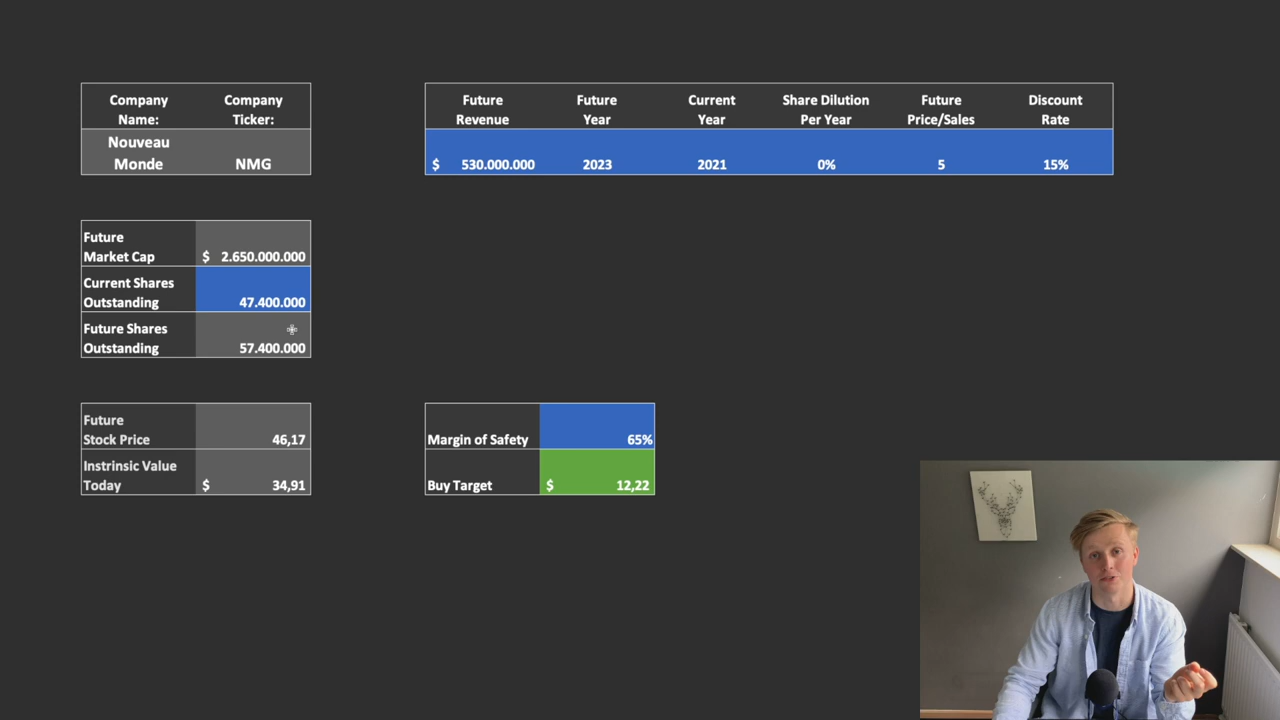 Company Name:
Company Ticker:
Nouveau Monde
NMG
Future Revenue
Future Year
Current Year
Share Dilution Per Year
Future Price/Sales
Discount Rate
$ 530.000.000
2023
2021
0%
5
15%
Future Market Cap
$ 2.650.000.000
Current Shares Outstanding
47.400.000
Future Shares Outstanding
57.400.000
Future Stock Price
46,17
Instrinsic Value Today
$ 34,91
Margin of Safety
65%
Buy Target
$ 12,22